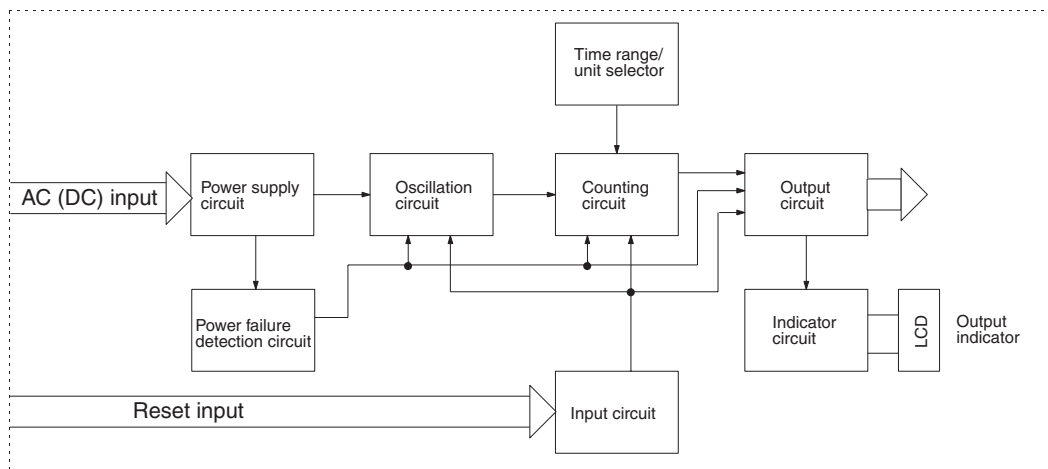 Time range/
unit selector
AC (DC) input
Power supply
circuit
Oscillation
circuit
Counting
circuit
Output
circuit
Power failure
detection circuit
Indicator
circuit
LCD
Output
indicator
Reset input
Input circuit